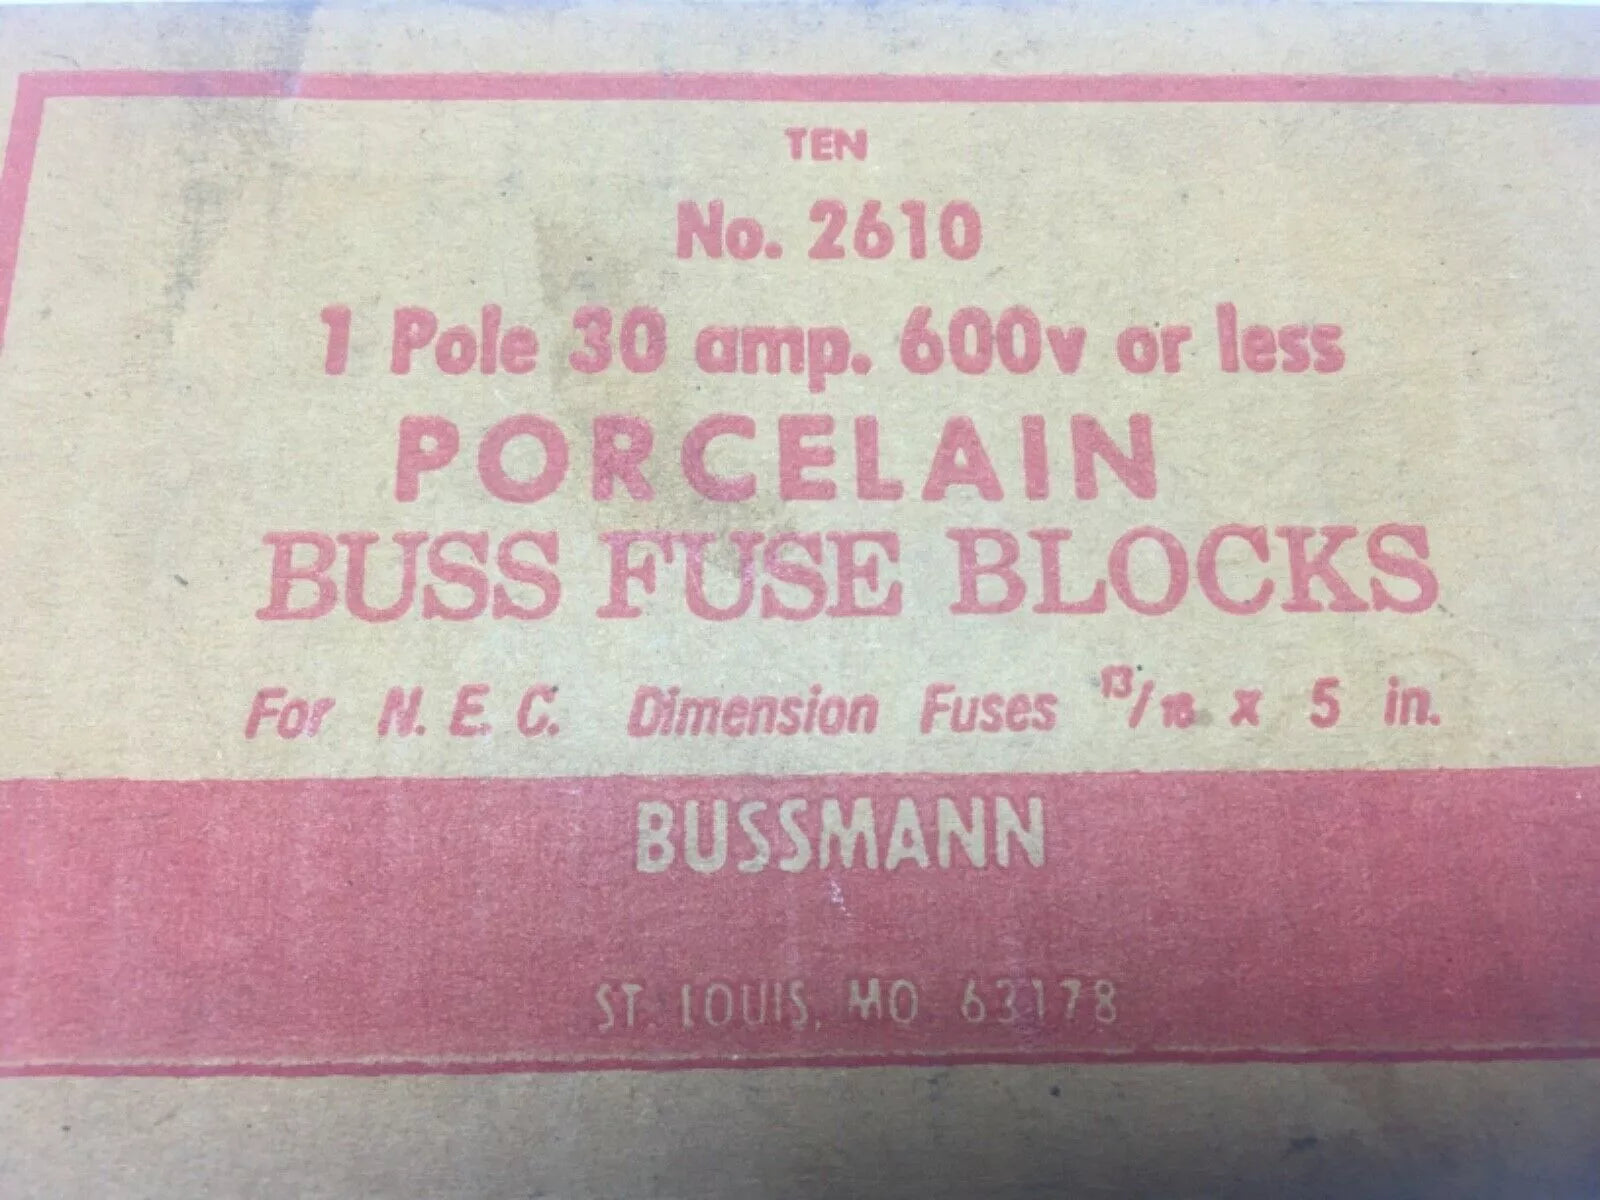 TEN
No. 2610
1 Pole 30 amp. 600v or less
PORCELAIN
BUSS FUSE BLOCKS
For N. E. C. Dimension Fuses 13/16 x 5 in.
BUSSMANN
ST. LOUIS, MO 63178